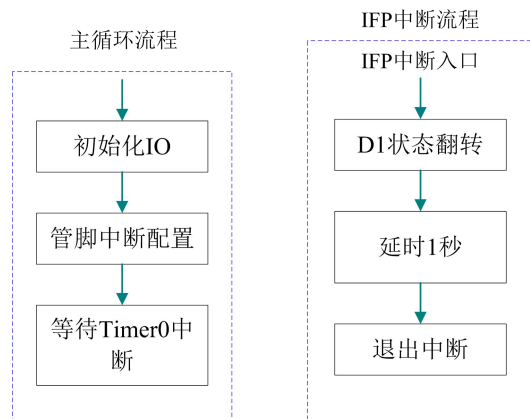 主循环流程
初始化IO
管脚中断配置
等待Timer0中
断
IFP中断流程
IFP中断入口
D1状态翻转
延时1秒
退出中断